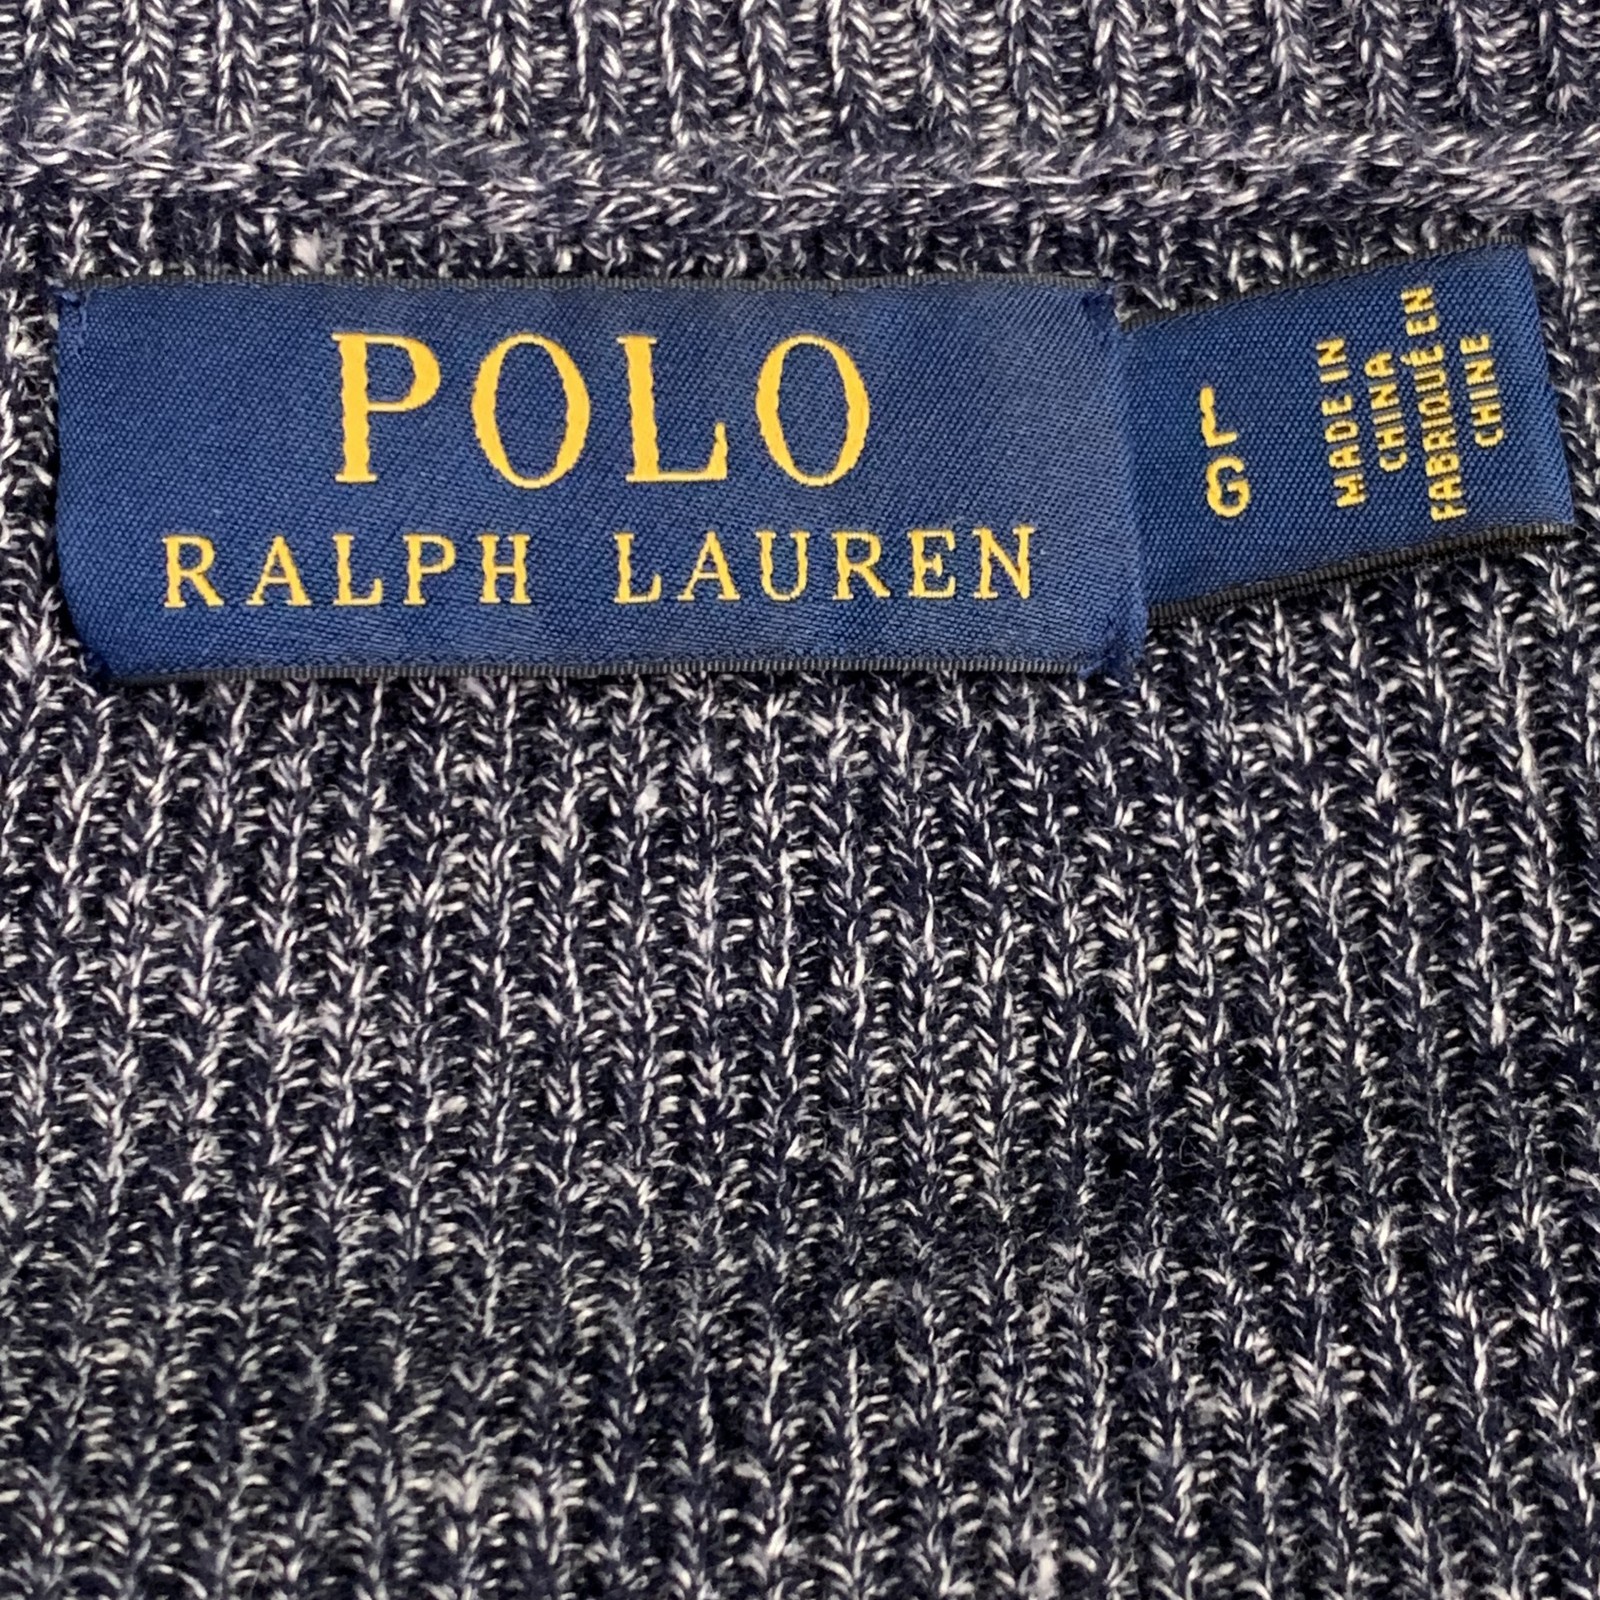 POLO
RALPH LAUREN
L
G
MADE IN
CHINA
FABRIQUÉ EN
CHINE